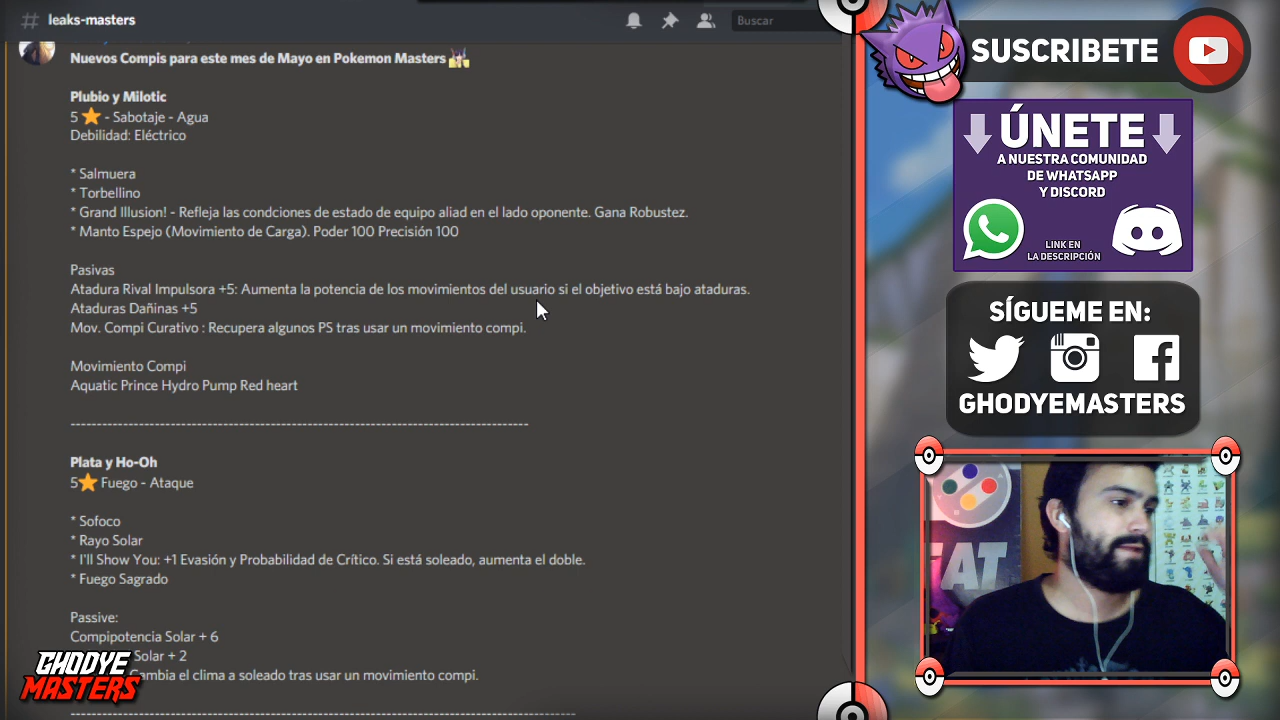 # leaks-masters
Buscar
Nuevos Compis para este mes de Mayo en Pokemon Masters
Plubio y Milotic
5 ⭐ - Sabotaje - Agua
Debilidad: Eléctrico
* Salmuera
* Torbellino
* Grand Illusion! - Refleja las condciones de estado de equipo aliad en el lado oponente. Gana Robustez.
* Manto Espejo (Movimiento de Carga). Poder 100 Precisión 100
Pasivas
Atadura Rival Impulsora +5: Aumenta la potencia de los movimientos del usuario si el objetivo está bajo ataduras.
Ataduras Dañinas +5
Mov. Compi Curativo : Recupera algunos PS tras usar un movimiento compi.
Movimiento Compi
Aquatic Prince Hydro Pump Red heart
----------------------------------------------------------------------------------------
Plata y Ho-Oh
5⭐ Fuego - Ataque
* Sofoco
* Rayo Solar
* I'll Show You: +1 Evasión y Probabilidad de Crítico. Si está soleado, aumenta el doble.
* Fuego Sagrado
Passive:
Compipotencia Solar + 6
Solar + 2
ambia el clima a soleado tras usar un movimiento compi.
GHODYE
MASTERS
SUSCRIBETE
ÚNETE
A NUESTRA COMUNIDAD
DE WHATSAPP
Y DISCORD
LINK EN
LA DESCRIPCIÓN
SÍGUEME EN:
GHODYEMASTERS